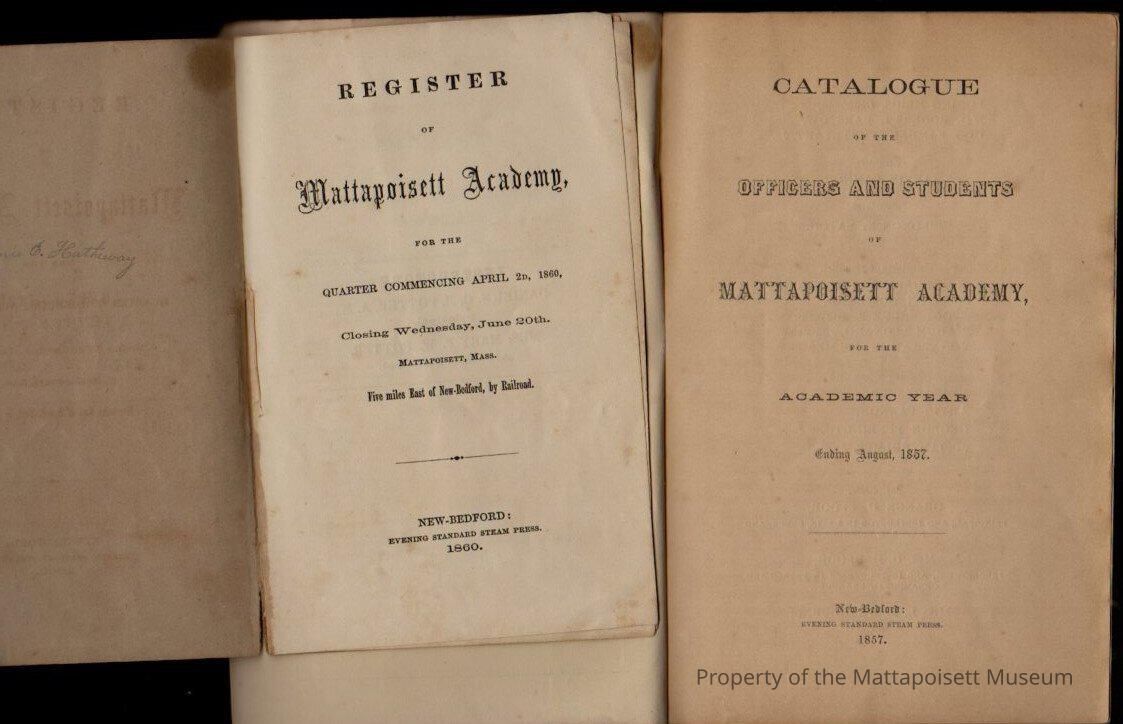 E. Hathaway
REGISTER
OF
Mattapoisett Academy,
FOR THE
QUARTER COMMENCING APRIL 2D, 1860,
Closing Wednesday, June 20th.
MATTAPOISETT, MASS.
Five miles East of New-Bedford, by Railroad.
NEW-BEDFORD:
EVENING STANDARD STEAM PRESS.
1860.
CATALOGUE
OF THE
OFFICERS AND STUDENTS
OF
MATTAPOISETT ACADEMY,
FOR THE
ACADEMIC YEAR
Ending August, 1857.
New-Bedford:
EVENING STANDARD STEAM PRESS.
1857.
Property of the Mattapoisett Museum